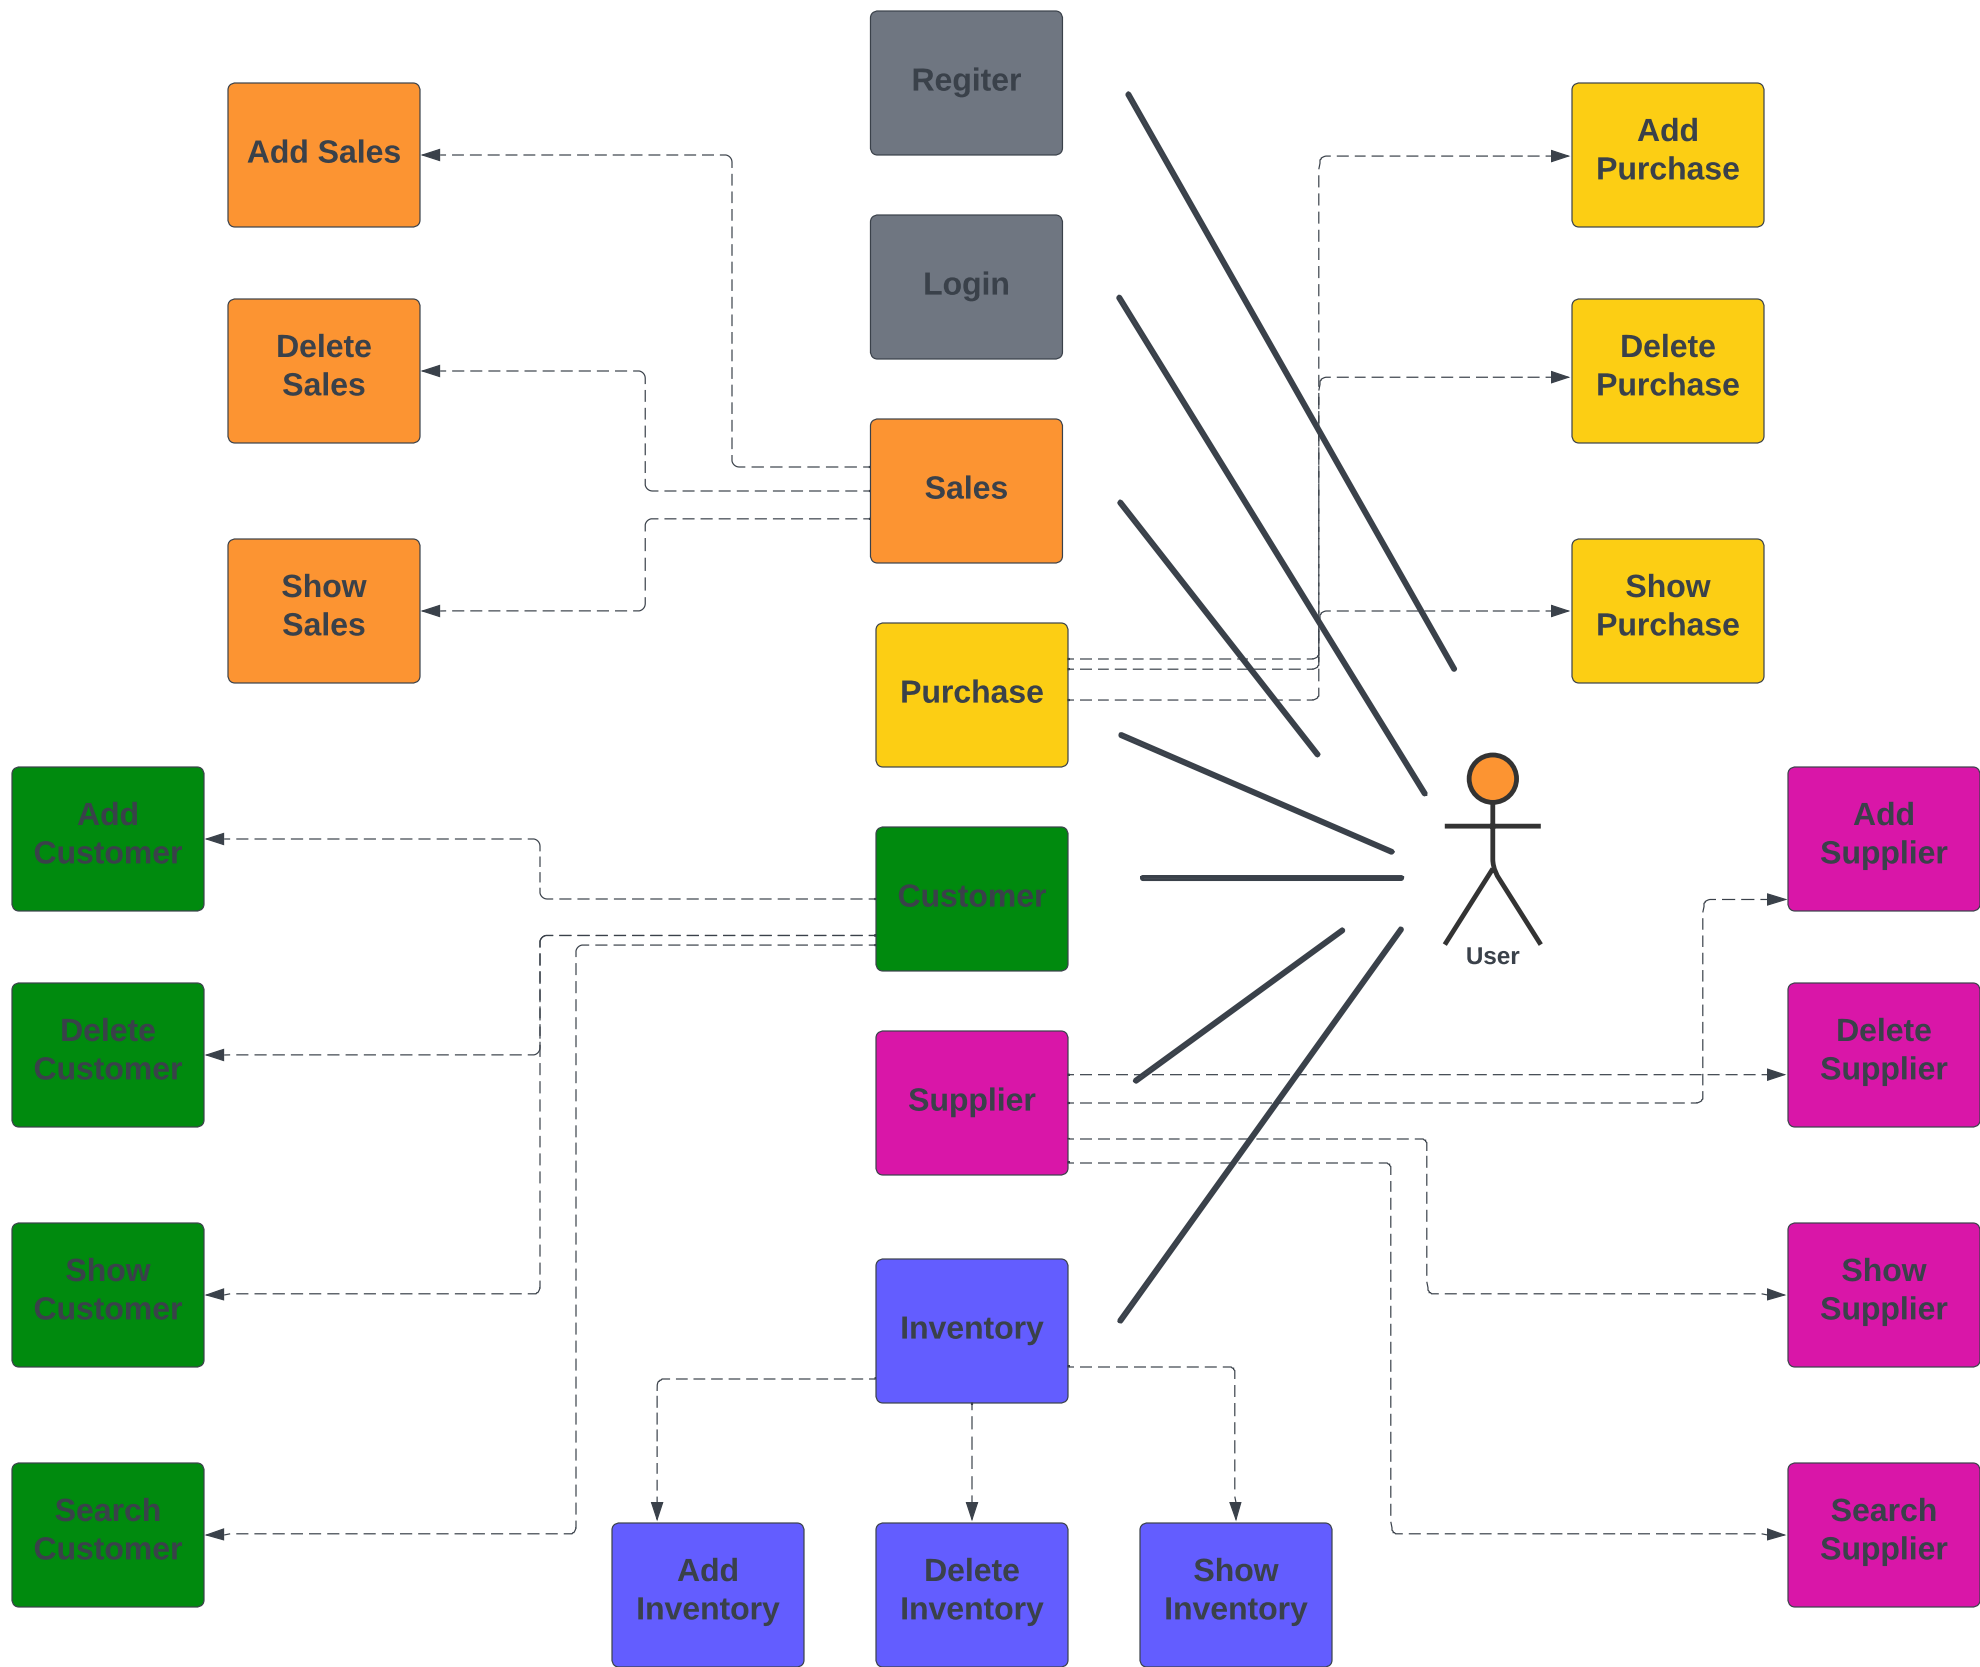 Regiter
Add Sales
Add
Purchase
Login
Delete
Sales
Delete
Purchase
Sales
Show
Sales
Show
Purchase
Purchase
Add
Customer
Customer
Add
Supplier
User
Delete
Customer
Supplier
Delete
Supplier
Show
Customer
Inventory
Show
Supplier
Search
Customer
Search
Supplier
Add
Inventory
Delete
Inventory
Show
Inventory